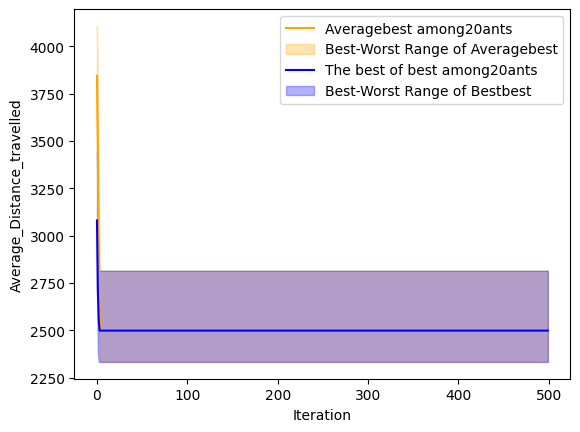 Averagebest among20ants
Best-Worst Range of Averagebest
The best of best among20ants
Best-Worst Range of Bestbest
Average_Distance_travelled
4000
3750
3500
3250
3000
2750
2500
2250
0 100 200 300 400 500
Iteration